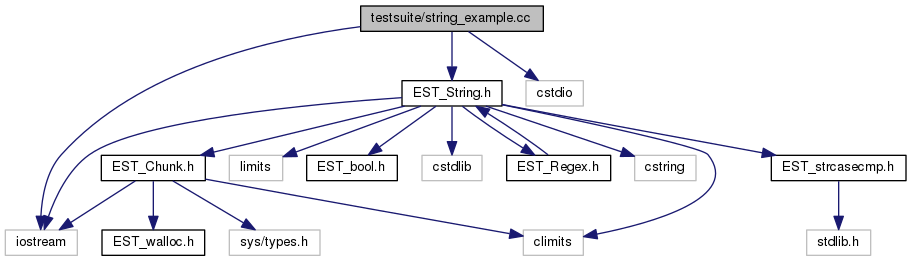 testsuite/string_example.cc
EST_String.h
cstdio
EST_Chunk.h
limits
EST_bool.h
cstdlib
EST_Regex.h
cstring
EST_strcasecmp.h
iostream
EST_walloc.h
sys/types.h
climits
stdlib.h